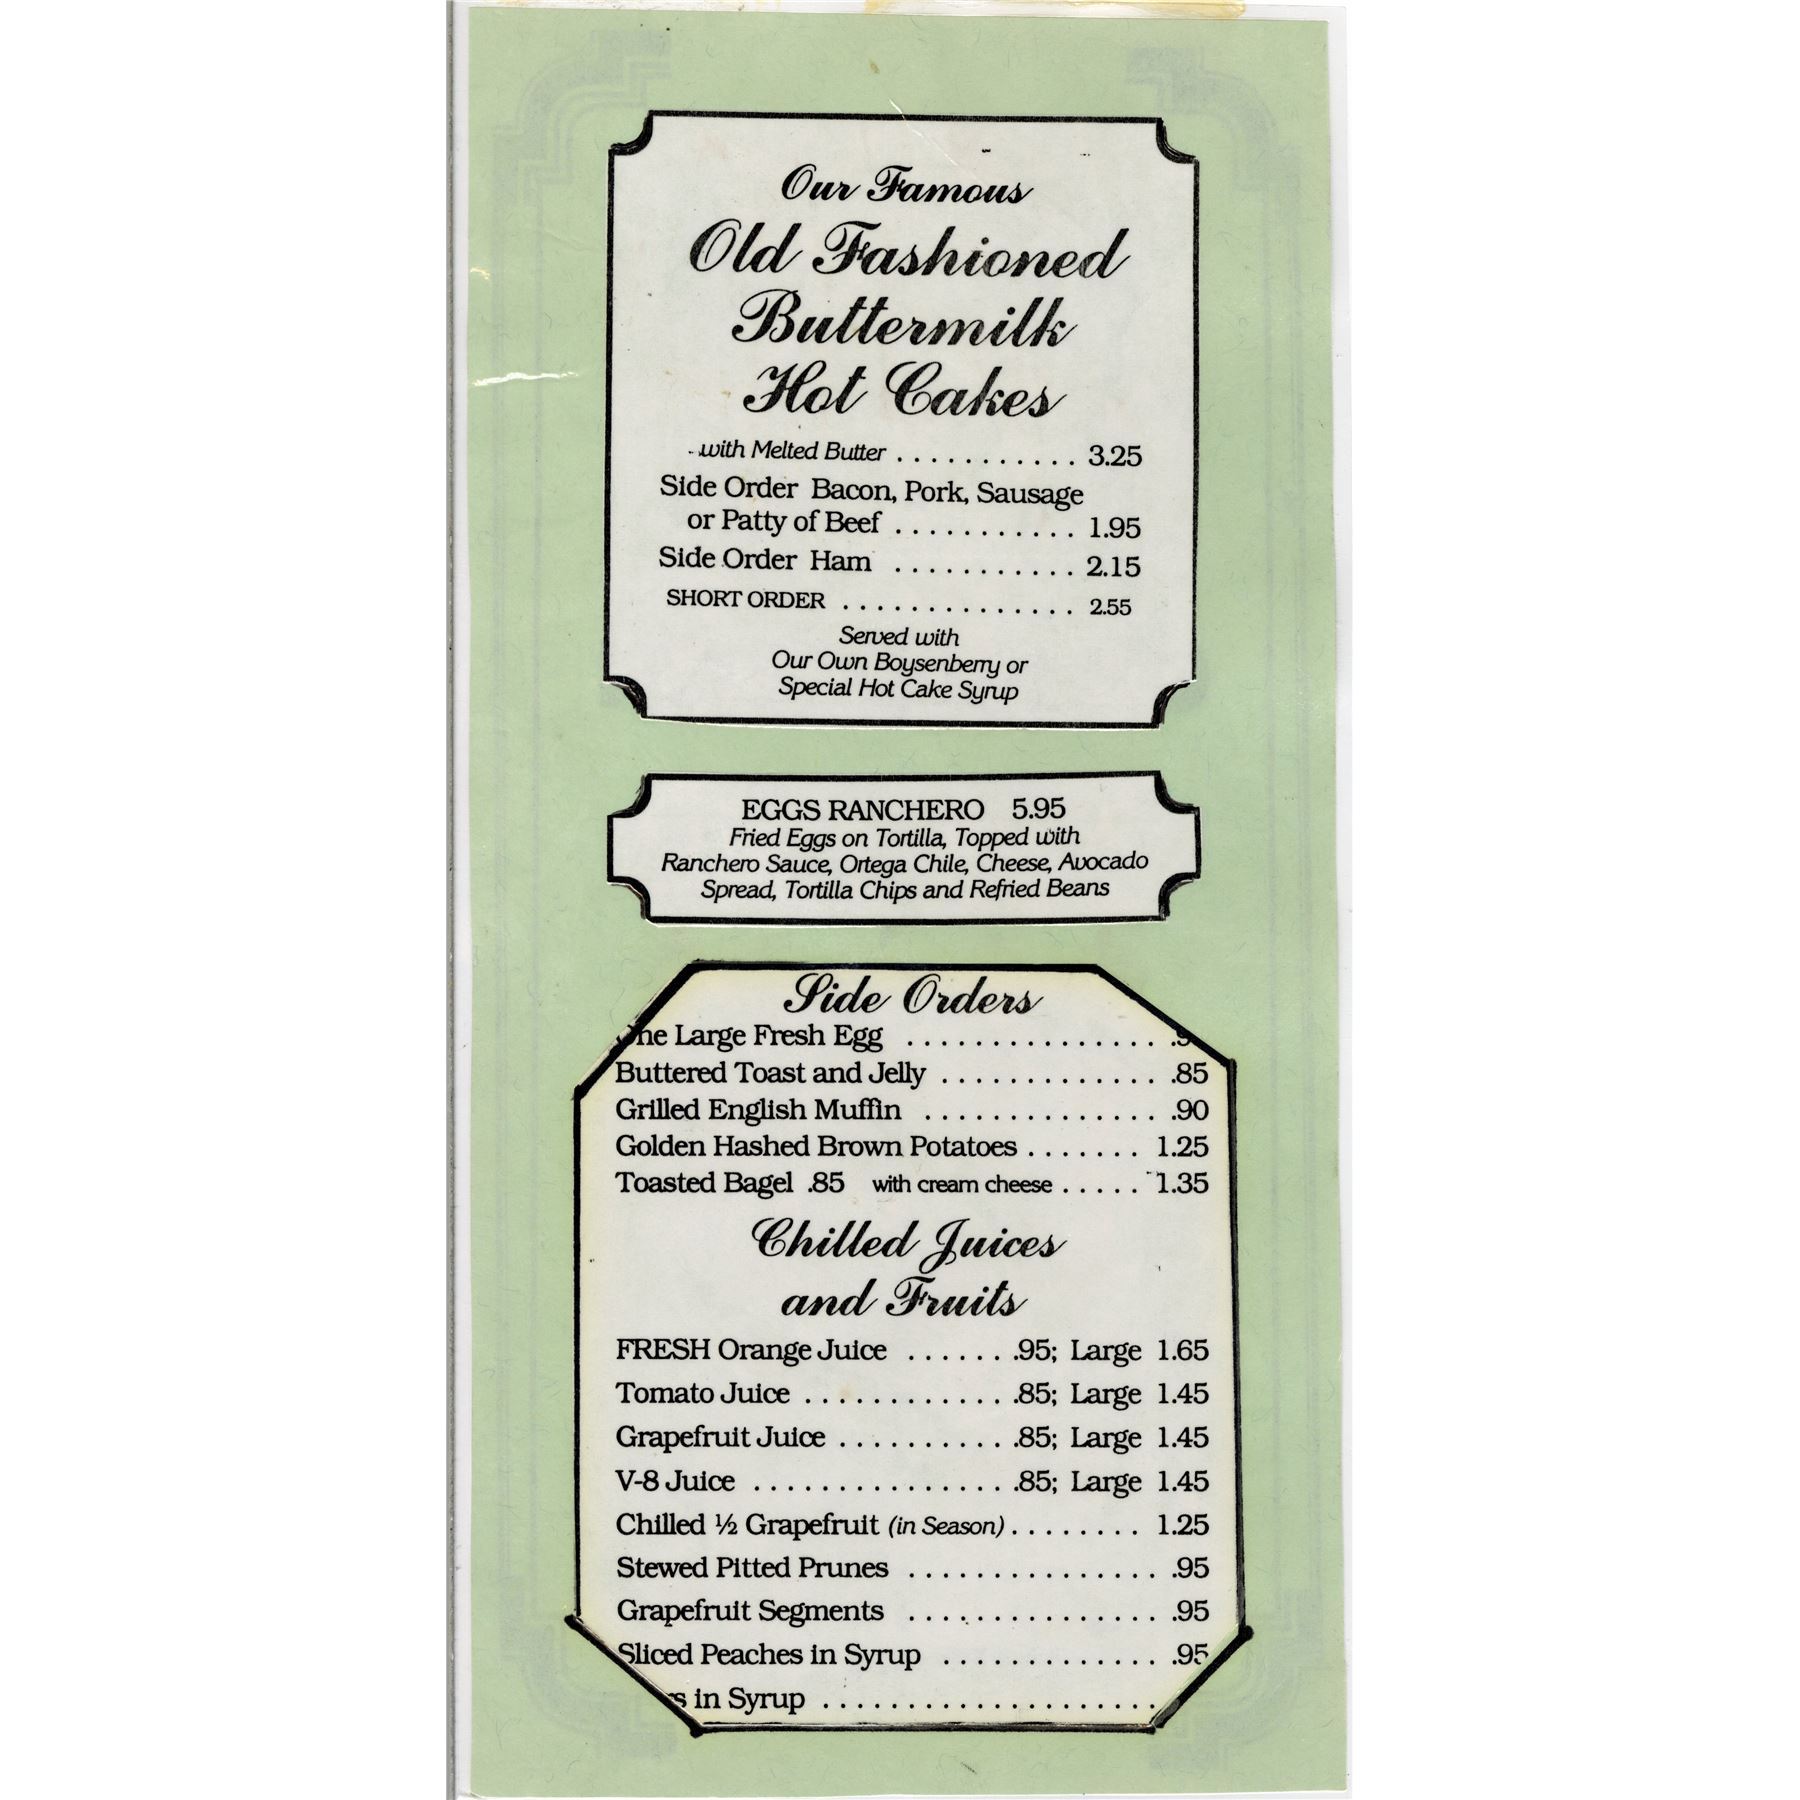 Our Famous
Old Fashioned
Buttermilk
Hot Cakes
with Melted Butter . . . . . . . . . . . 3.25
Side Order Bacon, Pork, Sausage
or Patty of Beef . . . . . . . . . . . 1.95
Side Order Ham . . . . . . . . . . . 2.15
SHORT ORDER . . . . . . . . . . . . . . 2.55
Served with
Our Own Boysenberry or
Special Hot Cake Syrup
EGGS RANCHERO 5.95
Fried Eggs on Tortilla, Topped with
Ranchero Sauce, Ortega Chile, Cheese, Avocado
Spread, Tortilla Chips and Refried Beans
Side Orders
Large Fresh Egg . . . . . . . . . . . . . . . .
Buttered Toast and Jelly . . . . . . . . . . . . . .85
Grilled English Muffin . . . . . . . . . . . . . . .90
Golden Hashed Brown Potatoes . . . . . . . 1.25
Toasted Bagel .85 with cream cheese . . . . . 1.35
Chilled Juices
and Fruits
FRESH Orange Juice . . . . . . .95; Large 1.65
Tomato Juice . . . . . . . . . . . . .85; Large 1.45
Grapefruit Juice . . . . . . . . . . .85; Large 1.45
V-8 Juice . . . . . . . . . . . . . . . .85; Large 1.45
Chilled ½ Grapefruit (in Season) . . . . . . . . 1.25
Stewed Pitted Prunes . . . . . . . . . . . . . . . .95
Grapefruit Segments . . . . . . . . . . . . . . . .95
Sliced Peaches in Syrup . . . . . . . . . . . . . .95
in Syrup . . . . . . . . . . . . . . . . . . . .